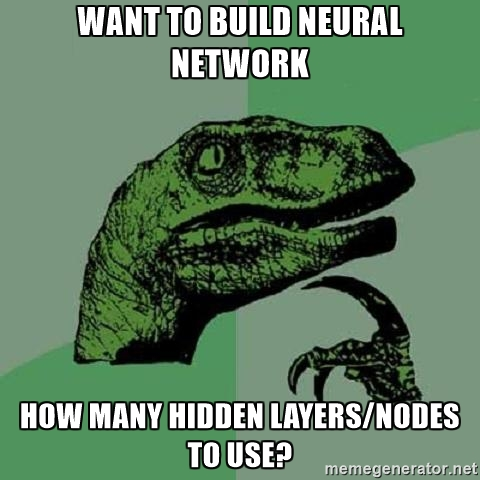 WANT TO BUILD NEURAL
NETWORK
HOW MANY HIDDEN LAYERS/NODES
TO USE?
memegenerator.net